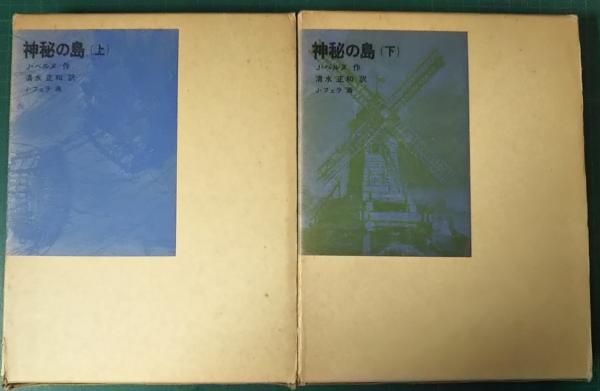 神秘の島(上)
J・ベルヌ 作
清水 正和 訳
J・フェラ 画
神秘の島(下)
J・ベルヌ 作
清水 正和 訳
J・フェラ 画